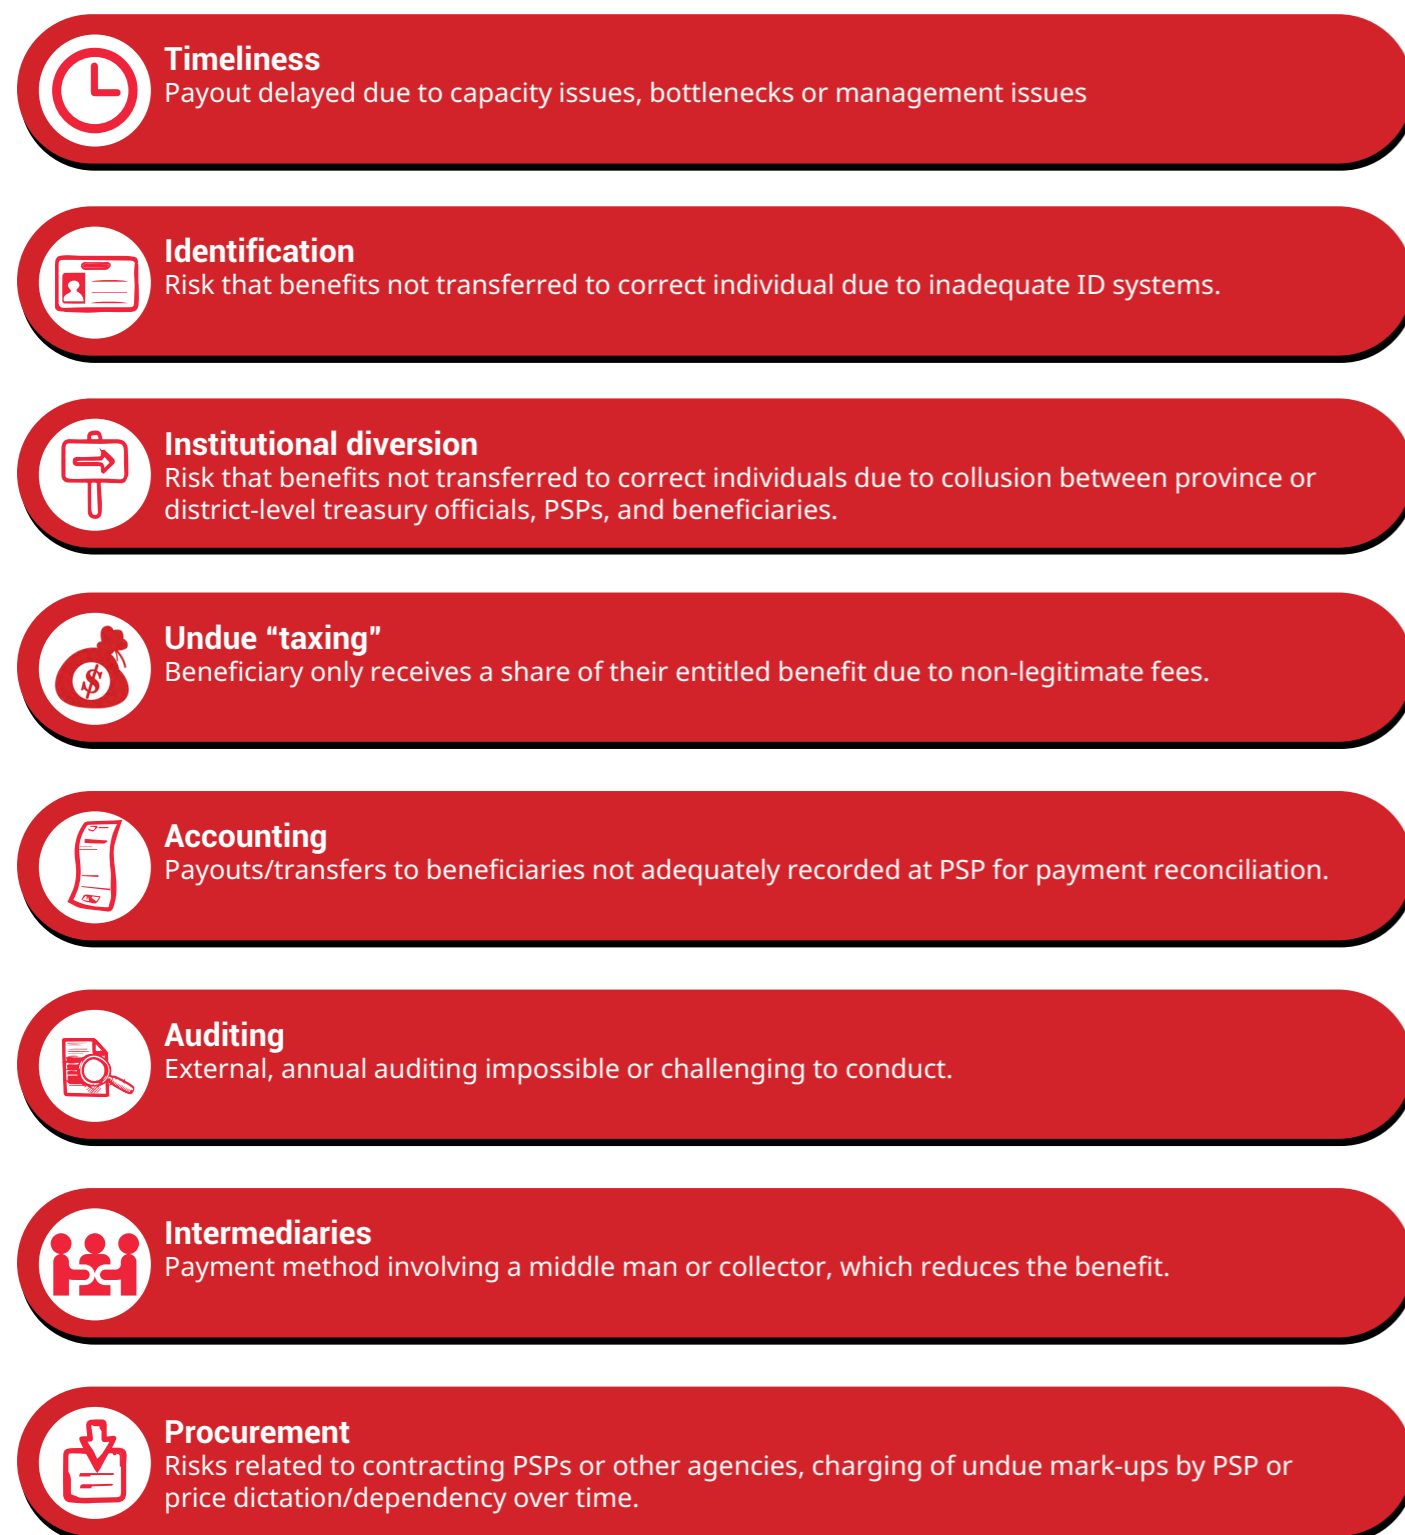 Timeliness
Payout delayed due to capacity issues, bottlenecks or management issues
Identification
Risk that benefits not transferred to correct individual due to inadequate ID systems.
Institutional diversion
Risk that benefits not transferred to correct individuals due to collusion between province or
district-level treasury officials, PSPs, and beneficiaries.
Undue “taxing”
$
Beneficiary only receives a share of their entitled benefit due to non-legitimate fees.
Accounting
Payouts/transfers to beneficiaries not adequately recorded at PSP for payment reconciliation.
Auditing
External, annual auditing impossible or challenging to conduct.
Intermediaries
Payment method involving a middle man or collector, which reduces the benefit.
Procurement
Risks related to contracting PSPs or other agencies, charging of undue mark-ups by PSP or
price dictation/dependency over time.